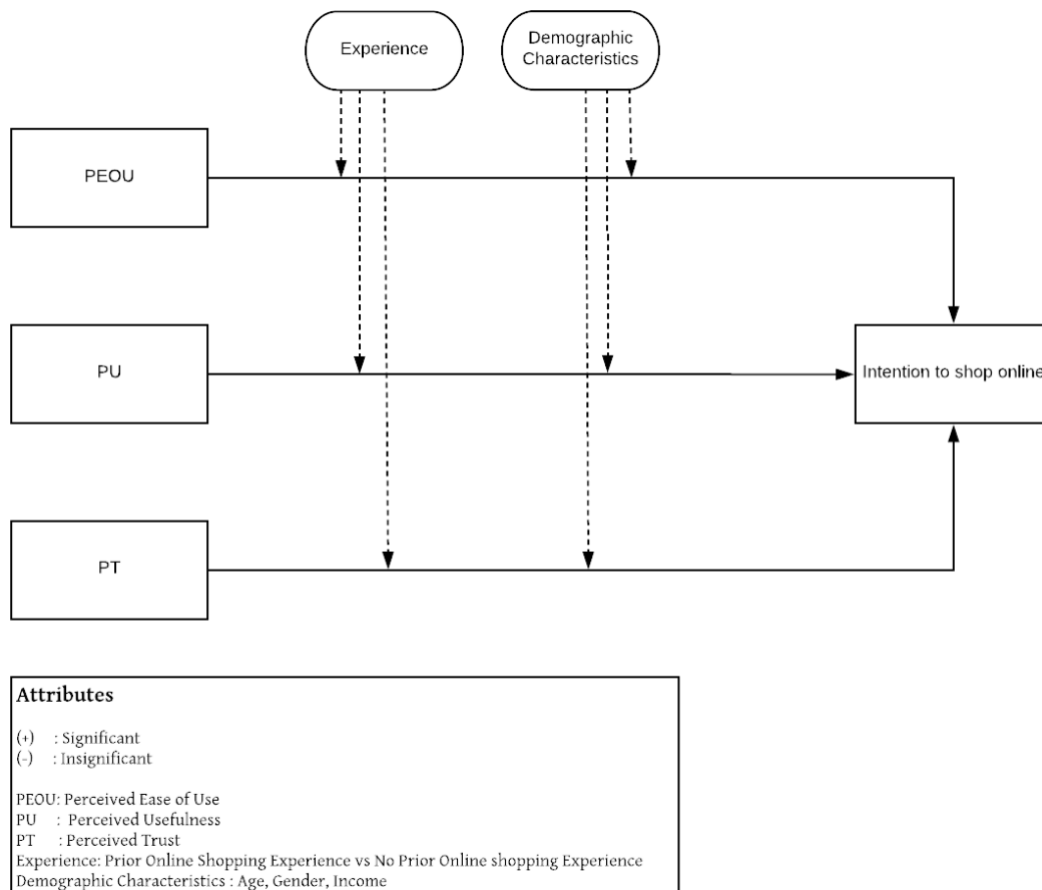 Experience
Demographic
Characteristics
PEOU
PU
Intention to shop online
PT
Attributes
(+) : Significant
(-) : Insignificant
PEOU: Perceived Ease of Use
PU : Perceived Usefulness
PT : Perceived Trust
Experience: Prior Online Shopping Experience vs No Prior Online shopping Experience
Demographic Characteristics : Age, Gender, Income